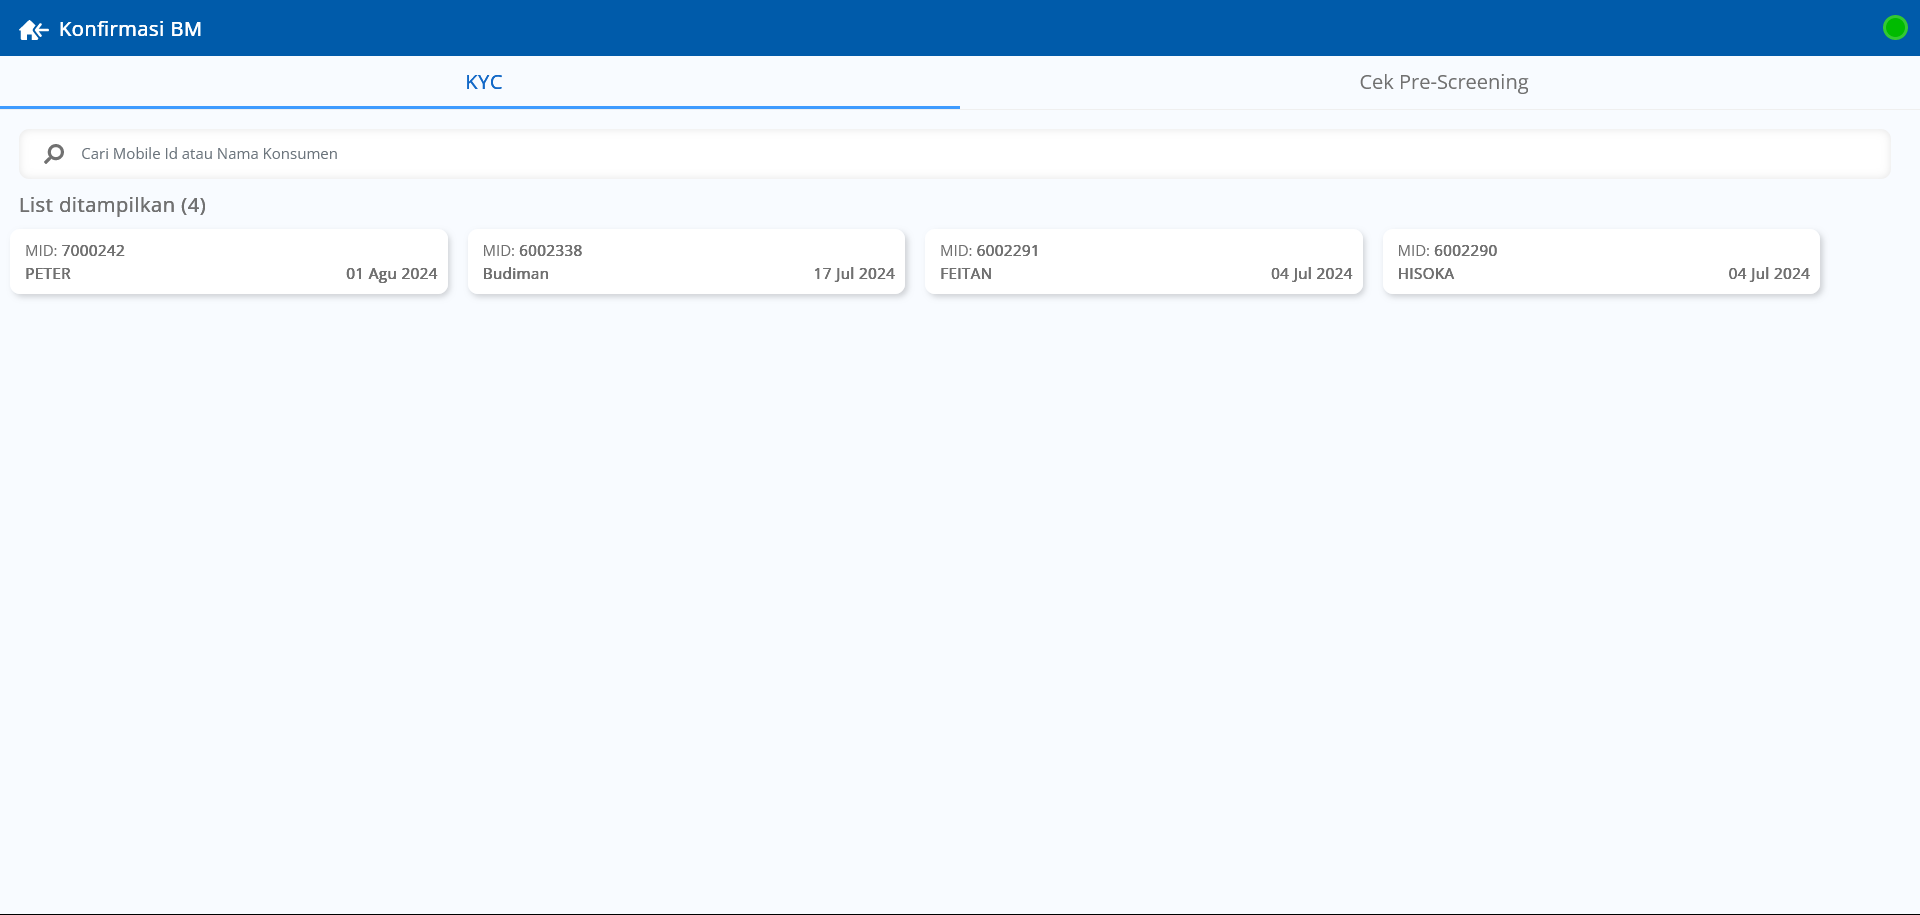 Konfirmasi BM
KYC
Cek Pre-Screening
Cari Mobile Id atau Nama Konsumen
List ditampilkan (4)
MID: 7000242
PETER 01 Agu 2024
MID: 6002338
Budiman 17 Jul 2024
MID: 6002291
FEITAN 04 Jul 2024
MID: 6002290
HISOKA 04 Jul 2024